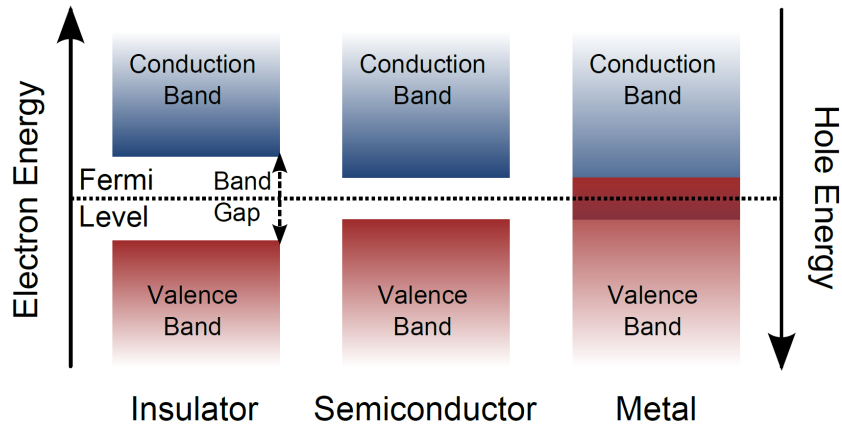 Electron Energy
Conduction
Band
Conduction
Band
Conduction
Band
Fermi
Level
Band
Gap
Valence
Band
Valence
Band
Valence
Band
Hole Energy
Insulator
Semiconductor
Metal